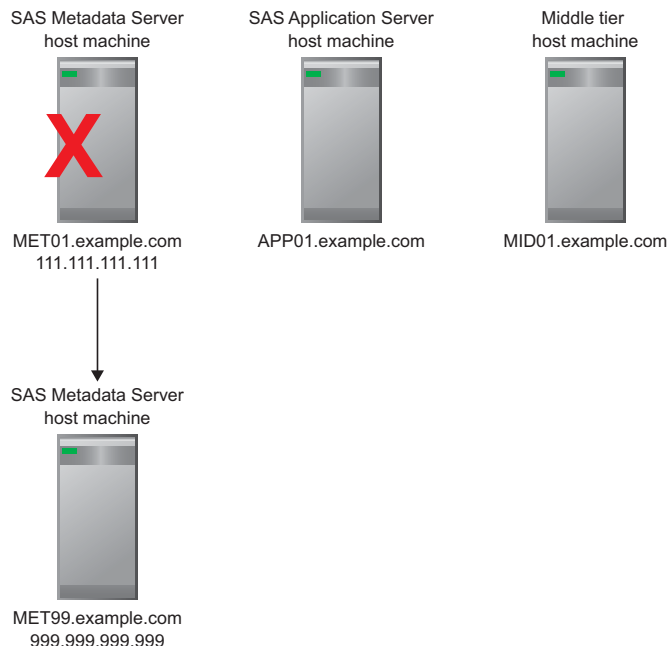 SAS Metadata Server
host machine
SAS Application Server
host machine
Middle tier
host machine
X
MET01.example.com
111.111.111.111
APP01.example.com
MID01.example.com
SAS Metadata Server
host machine
MET99.example.com
999.999.999.999